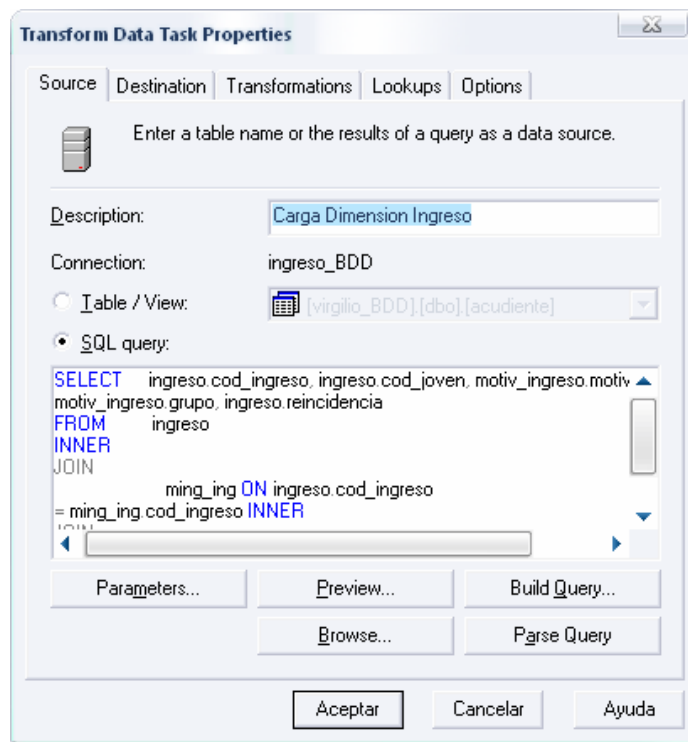 Transform Data Task Properties
Source Destination Transformations Lookups Options
Enter a table name or the results of a query as a data source.
Description: Carga Dimension Ingreso
Connection: ingreso_BDD
Table / View: [virgilio_BDD].[dbo].[acudiente]
SQL query:
SELECT ingreso.cod_ingreso, ingreso.cod_joven, motiv_ingreso.motiv
motiv_ingreso.grupo, ingreso.reincidencia
FROM ingreso
INNER
JOIN
ming_ing ON ingreso.cod_ingreso
= ming_ing.cod_ingreso INNER
JOIN
Parameters... Preview... Build Query...
Browse... Parse Query
Aceptar Cancelar Ayuda